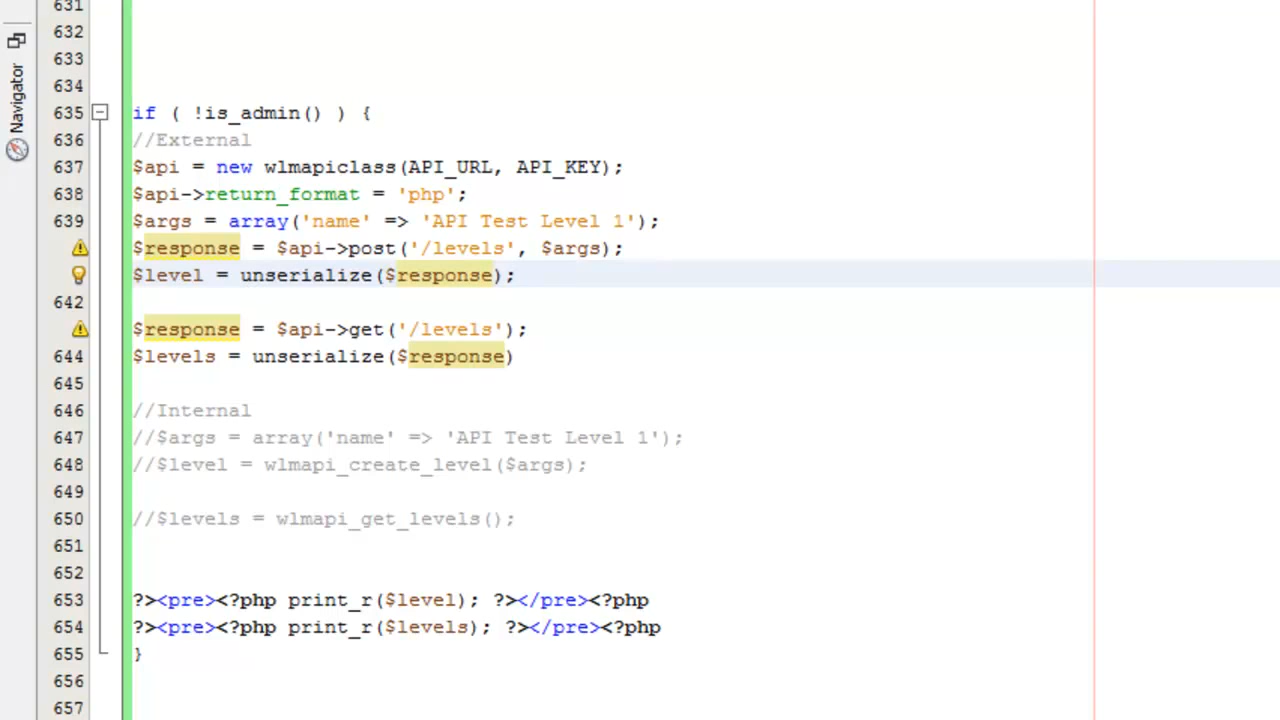 631
632
633
634
635 if ( !is_admin() ) {
636 //External
637 $api = new wlmapiclass(API_URL, API_KEY);
638 $api->return_format = 'php';
639 $args = array('name' => 'API Test Level 1');
$response = $api->post('/levels', $args);
$level = unserialize($response);
642
$response = $api->get('/levels');
644 $levels = unserialize($response)
645
646 //Internal
647 //$args = array('name' => 'API Test Level 1');
648 //$level = wlmapi_create_level($args);
649
650 //$levels = wlmapi_get_levels();
651
652
653 ?><pre><?php print_r($level); ?></pre><?php
654 ?><pre><?php print_r($levels); ?></pre><?php
655 }
656
657
Navigator